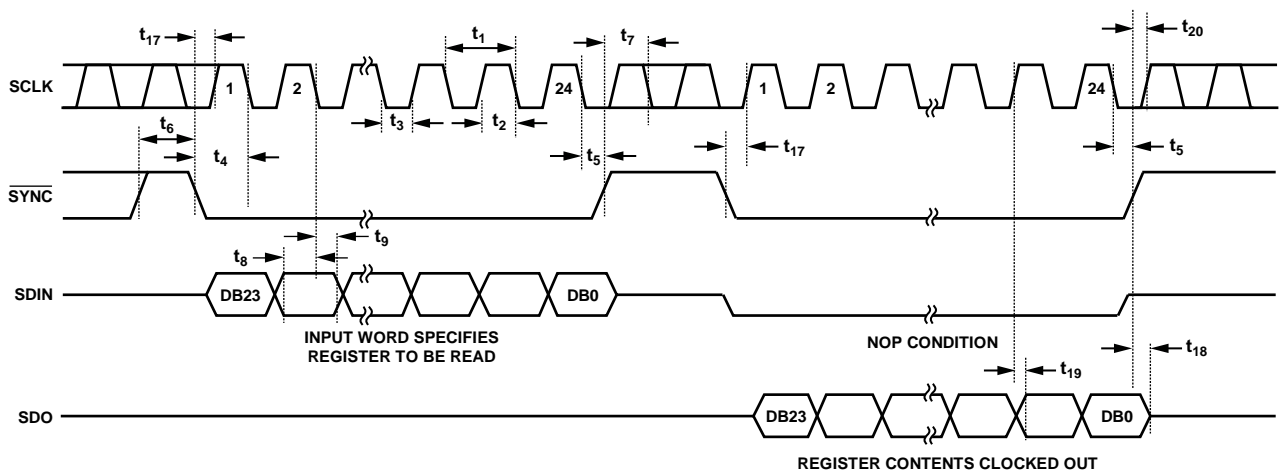 t17
t1
t7
t20
SCLK
1
2
24
1
2
24
t6
t3
t2
t4
t5
t17
t5
SYNC
t8
t9
SDIN
DB23
DB0
INPUT WORD SPECIFIES
REGISTER TO BE READ
NOP CONDITION
t18
t19
SDO
DB23
DB0
REGISTER CONTENTS CLOCKED OUT